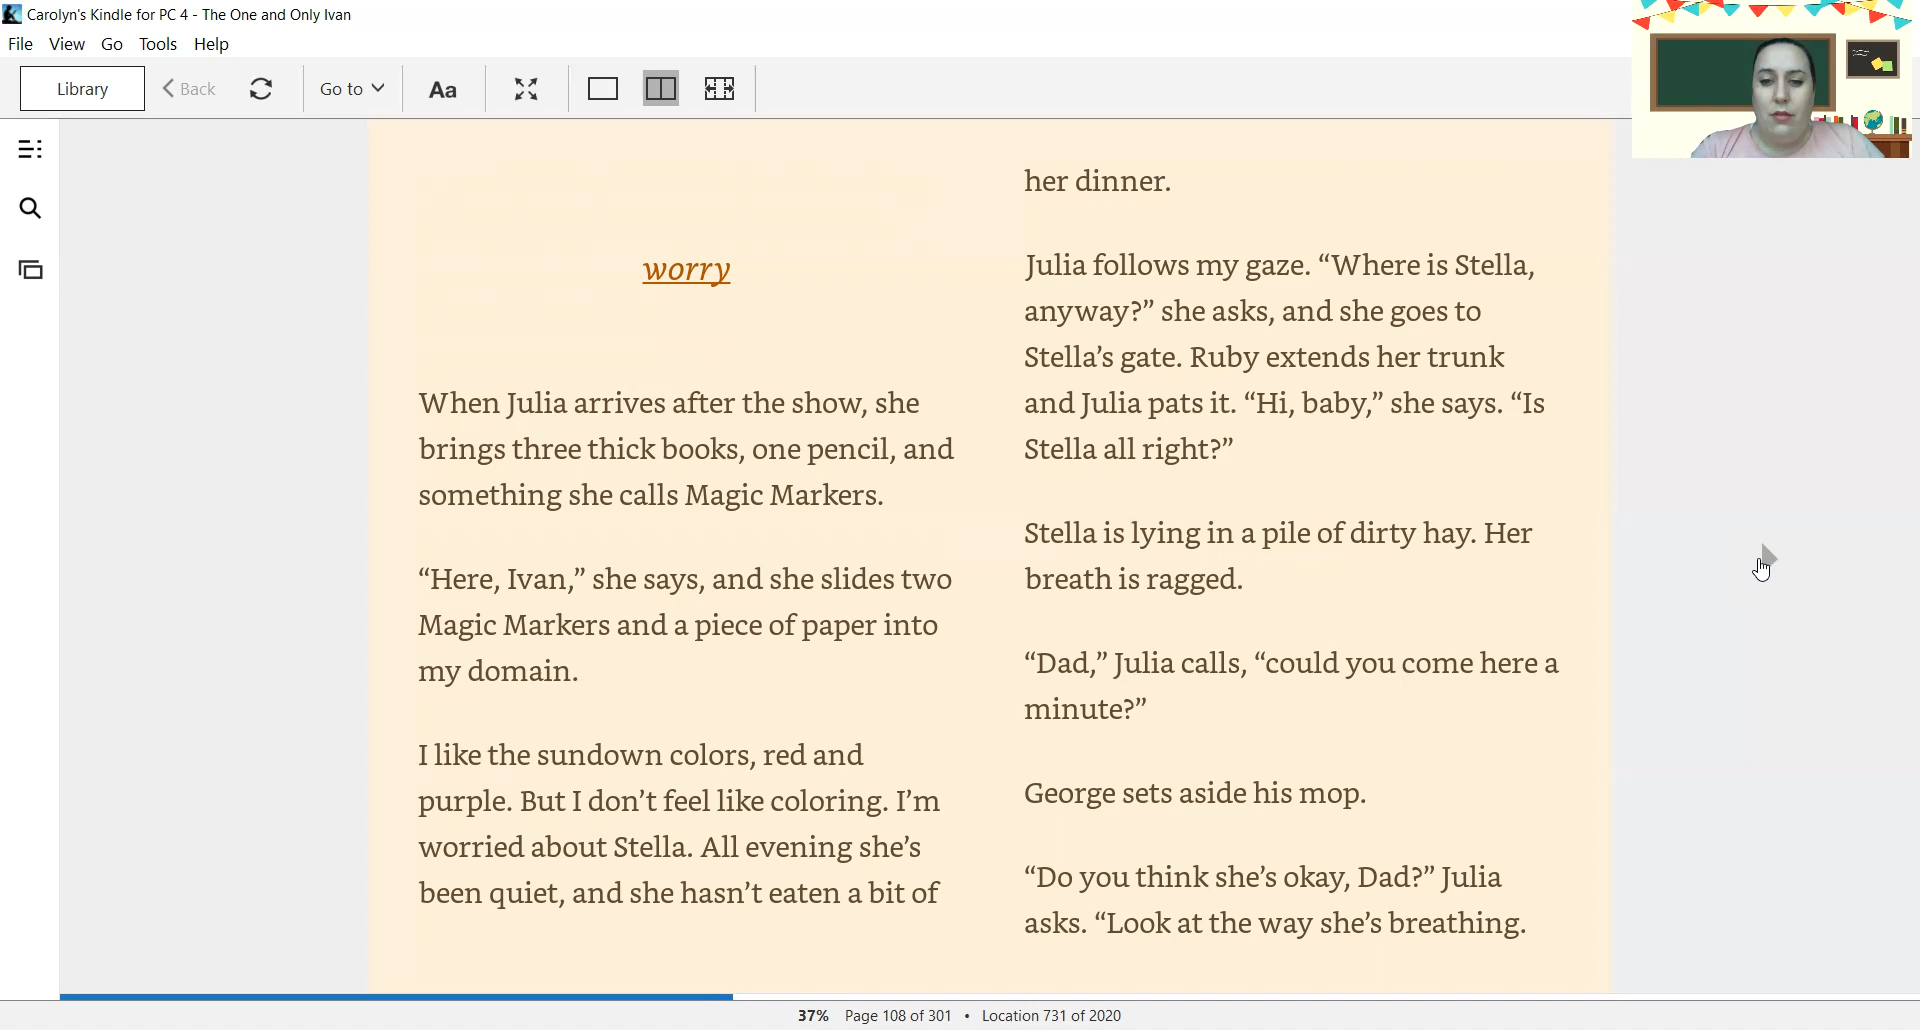 Carolyn's Kindle for PC 4 - The One and Only Ivan
File View Go Tools Help
Library Back Go to Aa
worry
When Julia arrives after the show, she
brings three thick books, one pencil, and
something she calls Magic Markers.
“Here, Ivan,” she says, and she slides two
Magic Markers and a piece of paper into
my domain.
I like the sundown colors, red and
purple. But I don’t feel like coloring. I’m
worried about Stella. All evening she’s
been quiet, and she hasn’t eaten a bit of
her dinner.
Julia follows my gaze. “Where is Stella,
anyway?” she asks, and she goes to
Stella’s gate. Ruby extends her trunk
and Julia pats it. “Hi, baby,” she says. “Is
Stella all right?”
Stella is lying in a pile of dirty hay. Her
breath is ragged.
“Dad,” Julia calls, “could you come here a
minute?”
George sets aside his mop.
“Do you think she’s okay, Dad?” Julia
asks. “Look at the way she’s breathing.
37% Page 108 of 301 • Location 731 of 2020